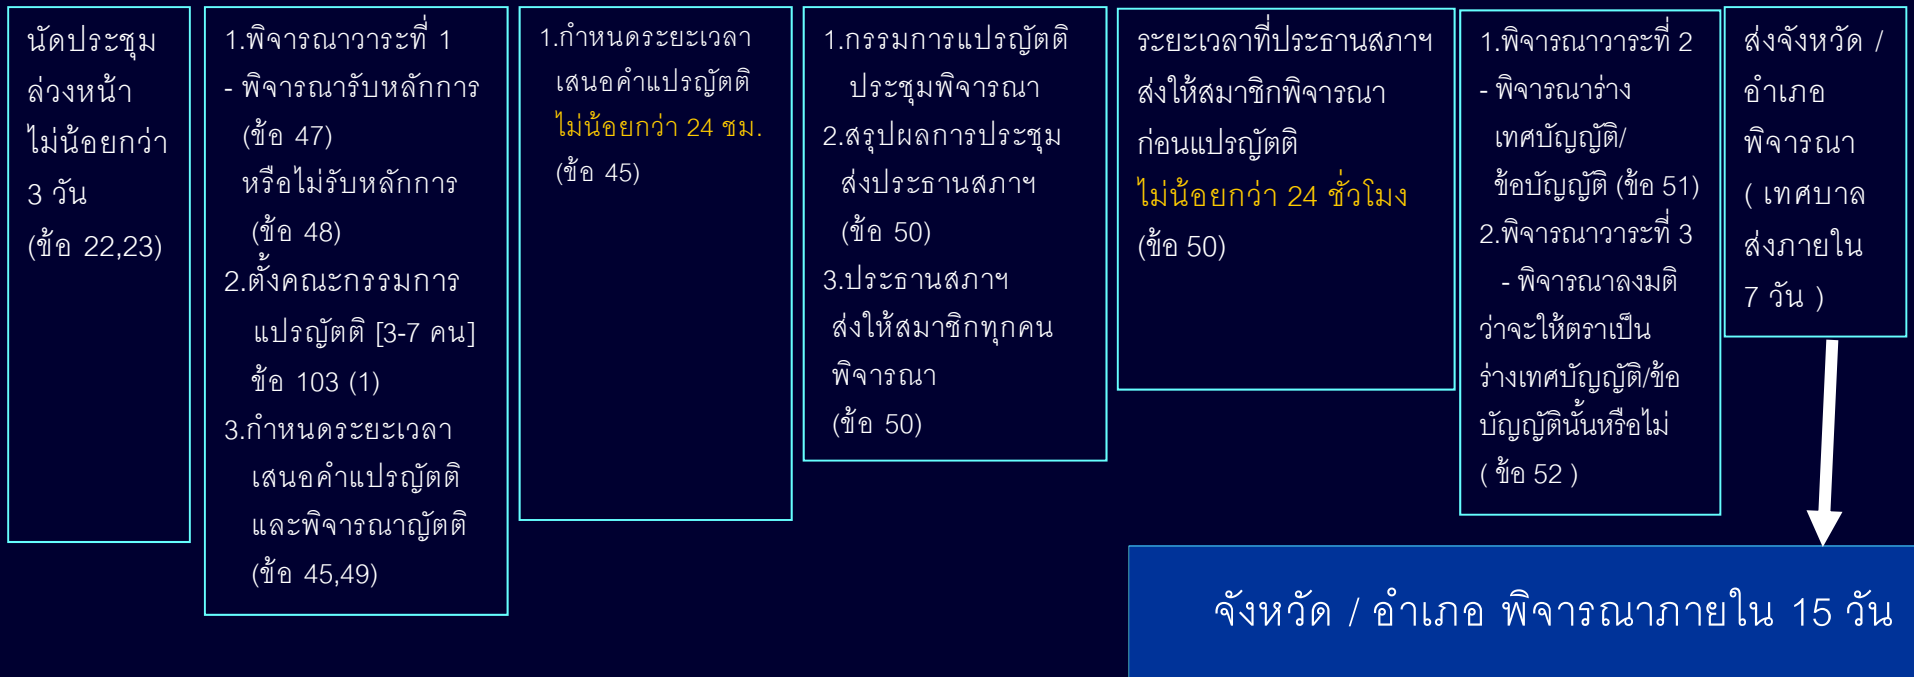 นัดประชุม
ล่วงหน้า
ไม่น้อยกว่า
3 วัน
(ข้อ 22,23)
1.พิจารณาวาระที่ 1
- พิจารณารับหลักการ
(ข้อ 47)
หรือไม่รับหลักการ
(ข้อ 48)
2.ตั้งคณะกรรมการ
แปรญัตติ [3-7 คน]
ข้อ 103 (1)
3.กำหนดระยะเวลา
เสนอคำแปรญัตติ
และพิจารณาญัตติ
(ข้อ 45,49)
1.กำหนดระยะเวลา
เสนอคำแปรญัตติ
ไม่น้อยกว่า 24 ชม.
(ข้อ 45)
1.กรรมการแปรญัตติ
ประชุมพิจารณา
2.สรุปผลการประชุม
ส่งประธานสภาฯ
(ข้อ 50)
3.ประธานสภาฯ
ส่งให้สมาชิกทุกคน
พิจารณา
(ข้อ 50)
ระยะเวลาที่ประธานสภาฯ
ส่งให้สมาชิกพิจารณา
ก่อนแปรญัตติ
ไม่น้อยกว่า 24 ชั่วโมง
(ข้อ 50)
1.พิจารณาวาระที่ 2
- พิจารณาร่าง
เทศบัญญัติ/
ข้อบัญญัติ (ข้อ 51)
2.พิจารณาวาระที่ 3
- พิจารณาลงมติ
ว่าจะให้ตราเป็น
ร่างเทศบัญญัติ/ข้อ
บัญญัตินั้นหรือไม่
( ข้อ 52 )
ส่งจังหวัด /
อำเภอ
พิจารณา
( เทศบาล
ส่งภายใน
7 วัน )
จังหวัด / อำเภอ พิจารณาภายใน 15 วัน